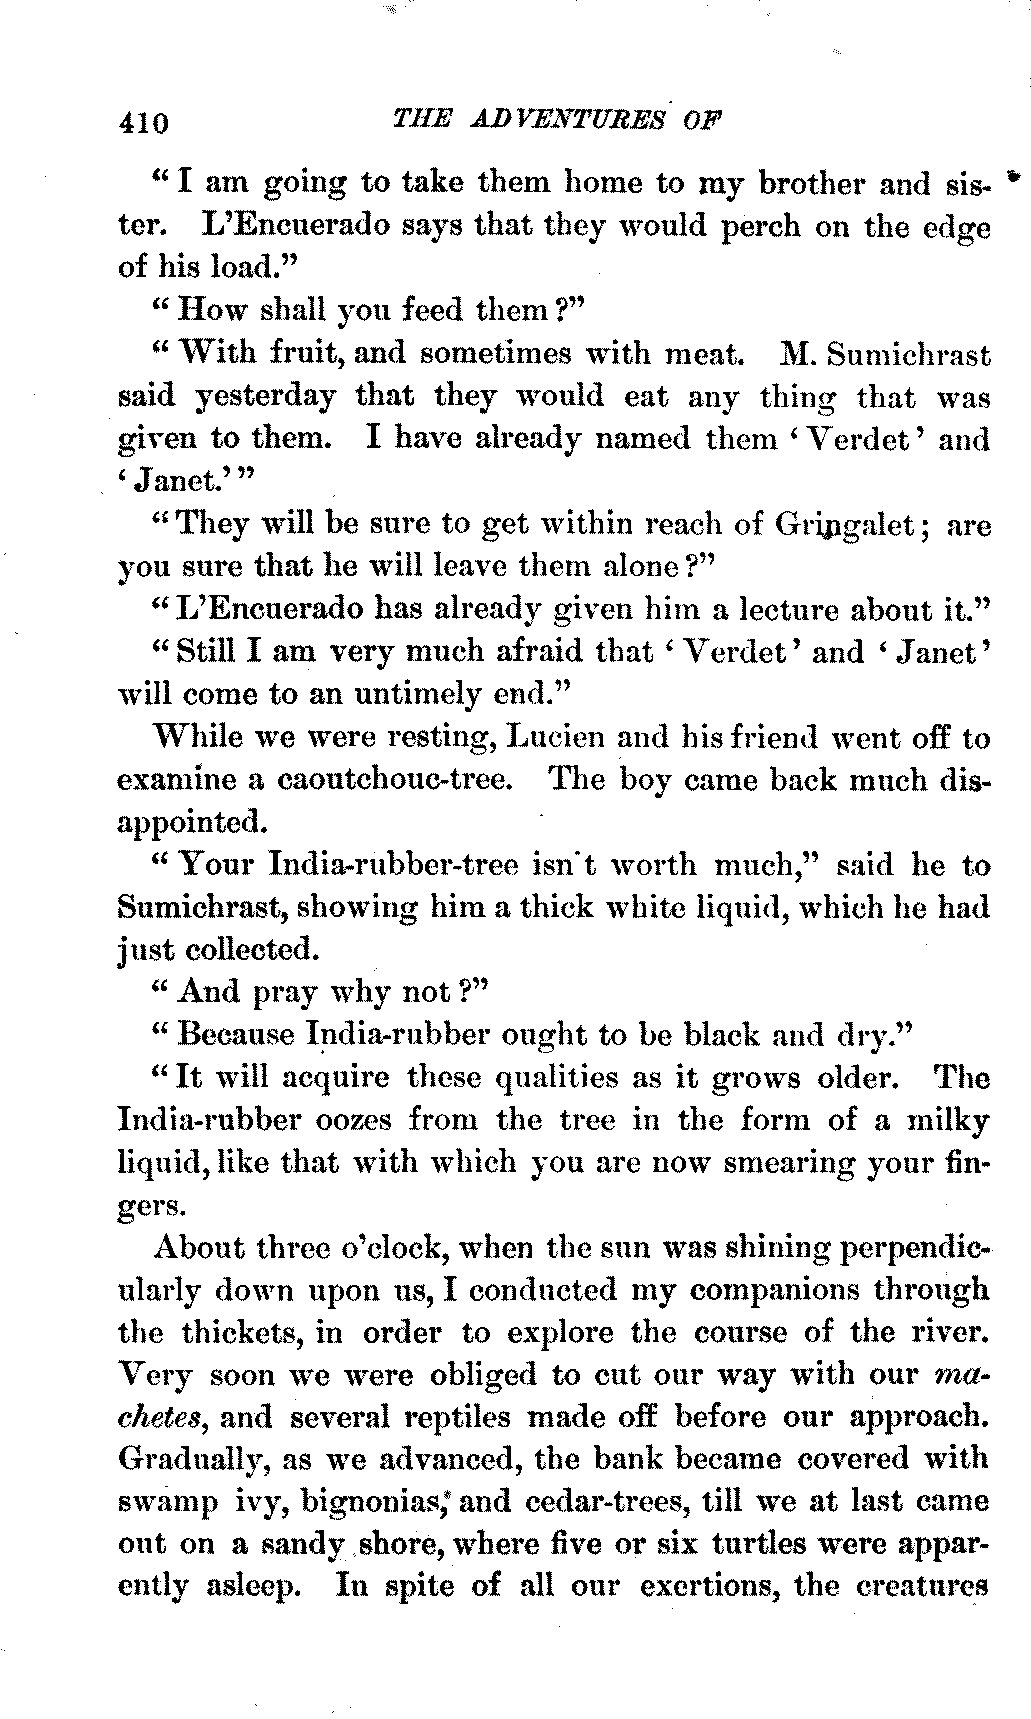 410 THE ADVENTURES OF
“I am going to take them home to my brother and sis-
ter. L’Encuerado says that they would perch on the edge
of his load.”
“How shall you feed them?”
“With fruit, and sometimes with meat. M. Sumichrast
said yesterday that they would eat any thing that was
given to them. I have already named them ‘Verdet’ and
‘Janet.’”
“They will be sure to get within reach of Gringalet; are
you sure that he will leave them alone?”
“L’Encuerado has already given him a lecture about it.”
“Still I am very much afraid that ‘Verdet’ and ‘Janet’
will come to an untimely end.”
While we were resting, Lucien and his friend went off to
examine a caoutchouc-tree. The boy came back much dis-
appointed.
“Your India-rubber-tree isn't worth much,” said he to
Sumichrast, showing him a thick white liquid, which he had
just collected.
“And pray why not?”
“Because India-rubber ought to be black and dry.”
“It will acquire these qualities as it grows older. The
India-rubber oozes from the tree in the form of a milky
liquid, like that with which you are now smearing your fin-
gers.
About three o’clock, when the sun was shining perpendic-
ularly down upon us, I conducted my companions through
the thickets, in order to explore the course of the river.
Very soon we were obliged to cut our way with our ma-
chetes, and several reptiles made off before our approach.
Gradually, as we advanced, the bank became covered with
swamp ivy, bignonias, and cedar-trees, till we at last came
out on a sandy shore, where five or six turtles were appar-
ently asleep. In spite of all our exertions, the creatures